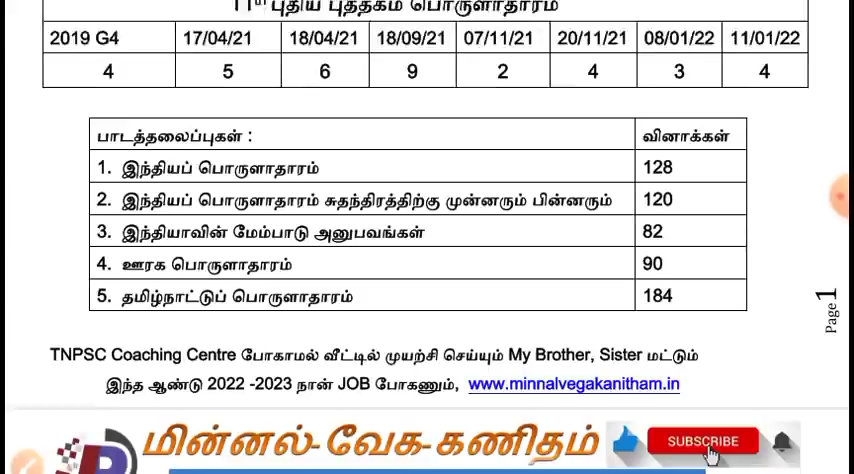 11th புதிய புத்தகம் பொருளாதாரம்
2019 G4 17/04/21 18/04/21 18/09/21 07/11/21 20/11/21 08/01/22 11/01/22
4 5 6 9 2 4 3 4
பாடத்தலைப்புகள் : வினாக்கள்
1. இந்தியப் பொருளாதாரம் 128
2. இந்தியப் பொருளாதாரம் சுதந்திரத்திற்கு முன்னரும் பின்னரும் 120
3. இந்தியாவின் மேம்பாடு அனுபவங்கள் 82
4. ஊரக பொருளாதாரம் 90
5. தமிழ்நாட்டுப் பொருளாதாரம் 184
Page 1
TNPSC Coaching Centre போகாமல் வீட்டில் முயற்சி செய்யும் My Brother, Sister மட்டும்
இந்த ஆண்டு 2022 -2023 நான் JOB போகணும், www.minnalvegakanitham.in
மின்னல்-வேக-கணிதம்
SUBSCRIBE